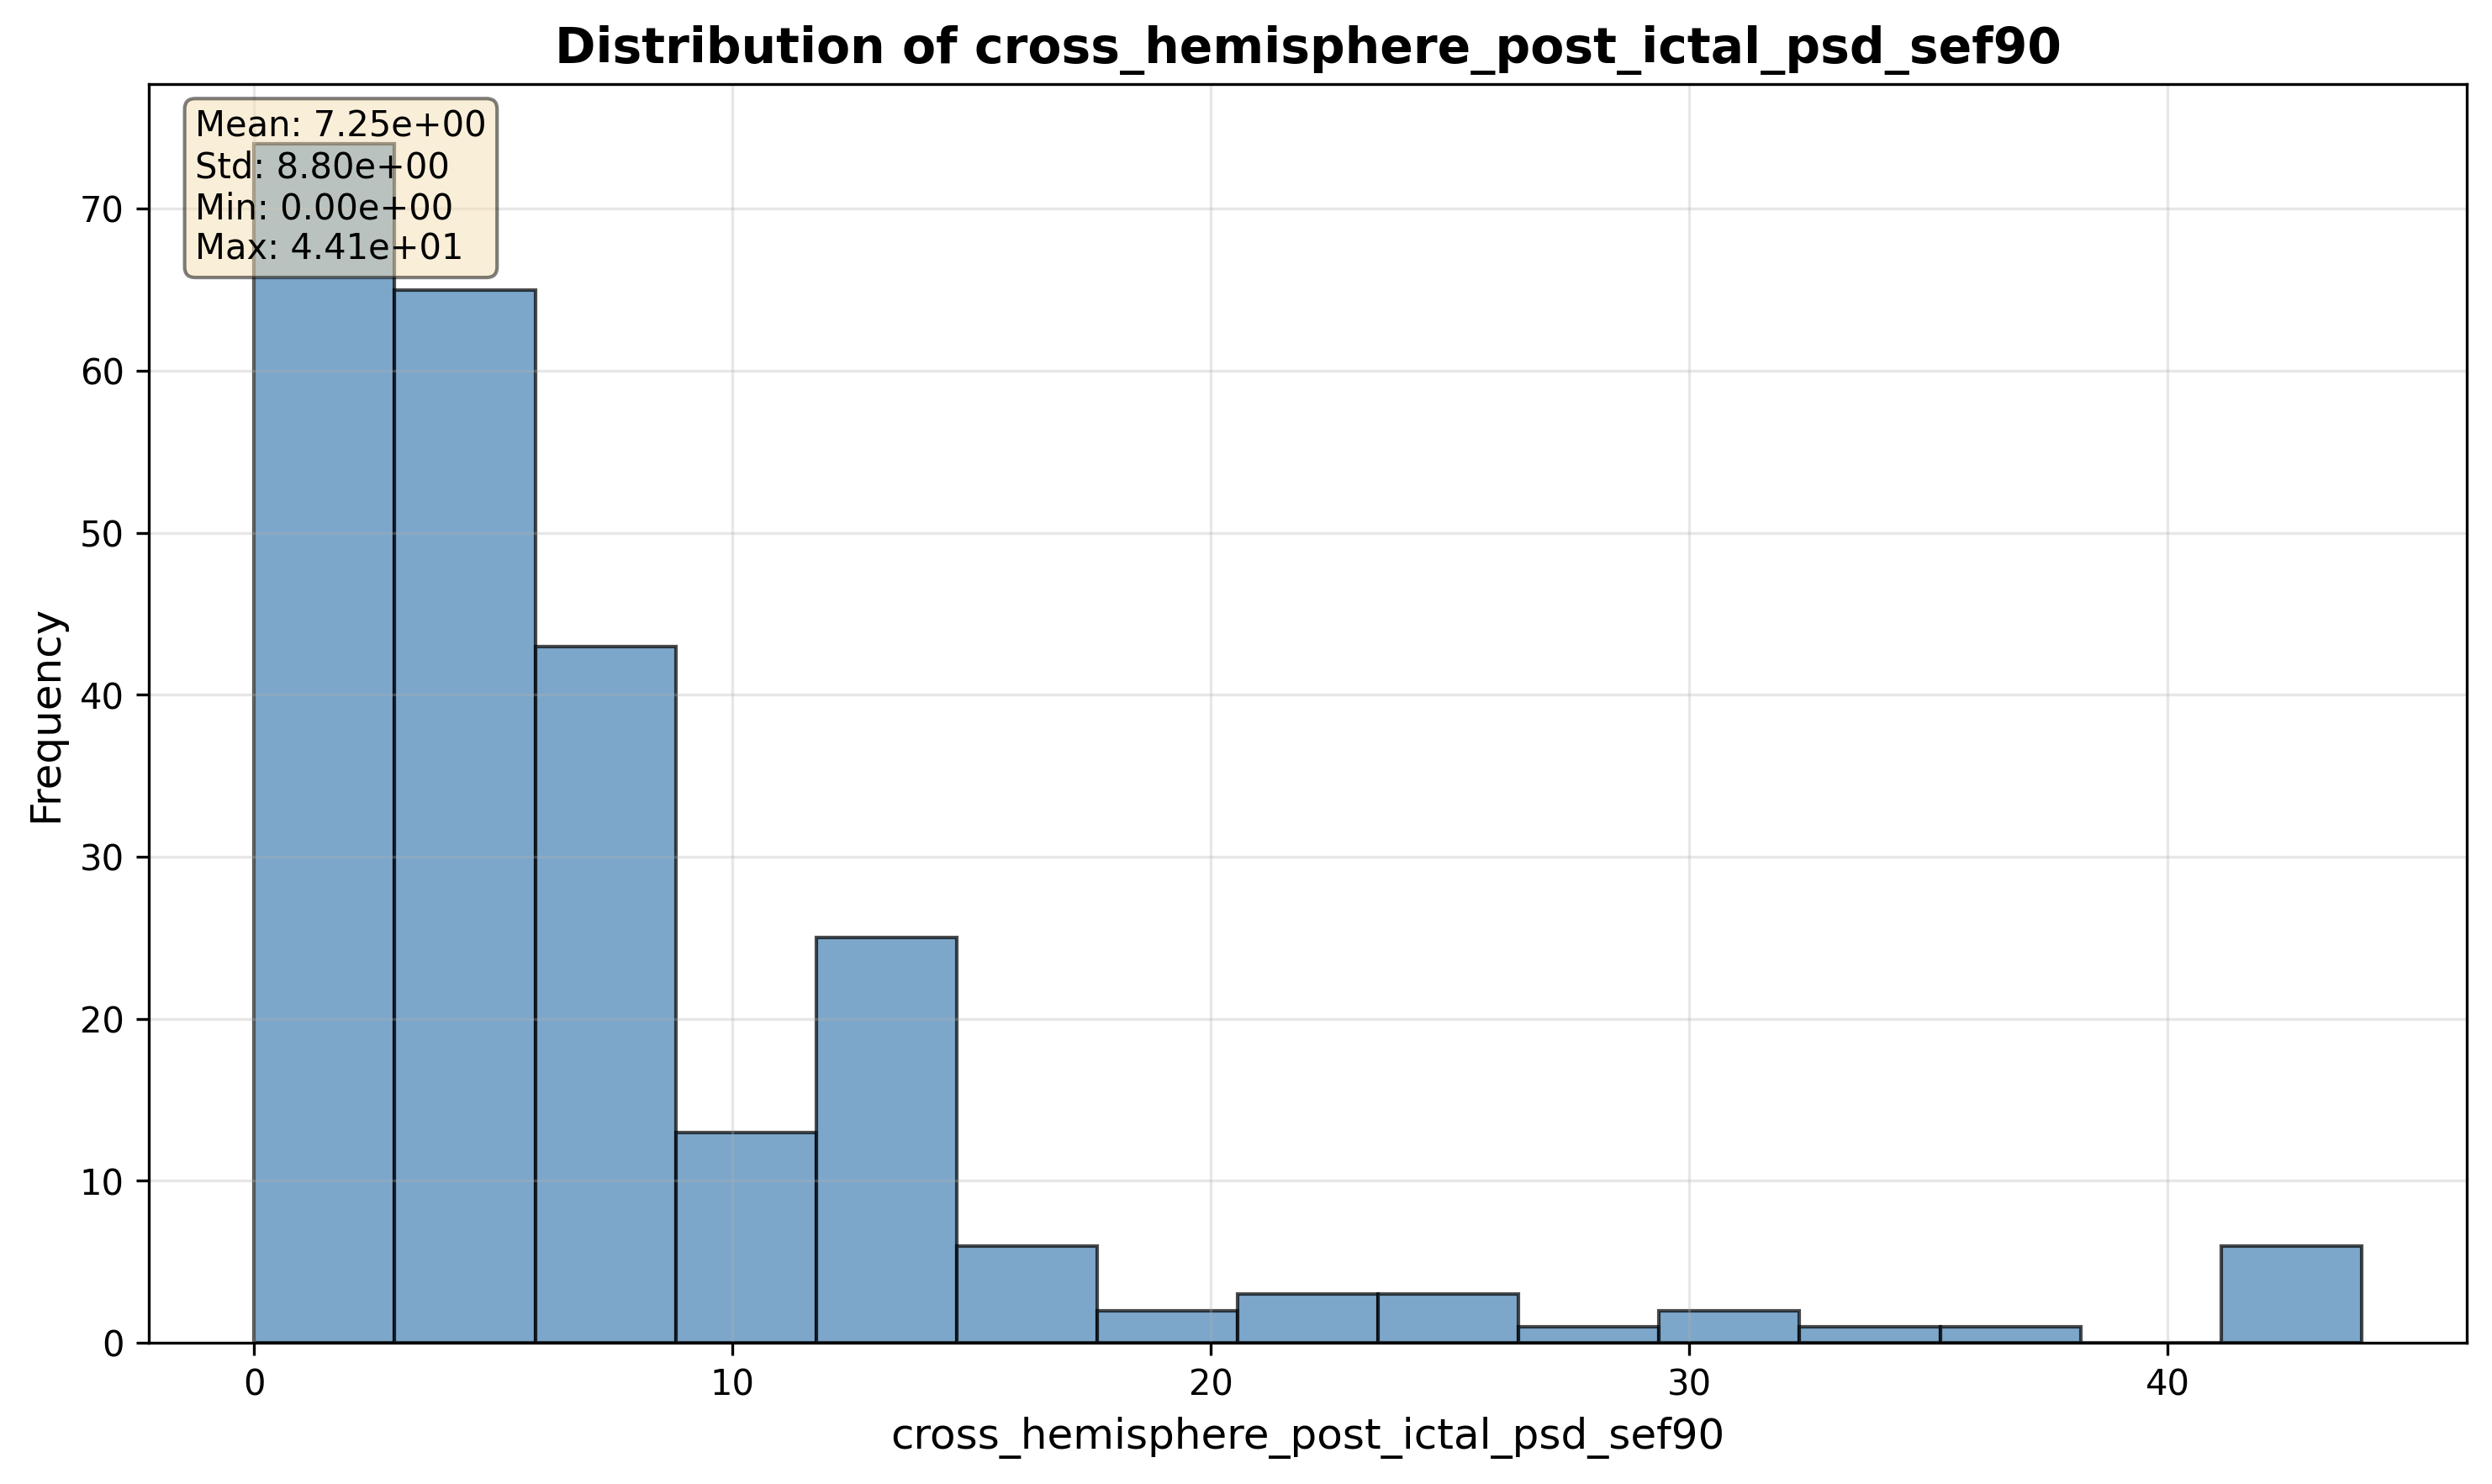 Distribution of cross_hemisphere_post_ictal_psd_sef90
Mean: 7.25e+00
Std: 8.80e+00
Min: 0.00e+00
Max: 4.41e+01
70
60
50
40
30
20
10
0
Frequency
0 10 20 30 40
cross_hemisphere_post_ictal_psd_sef90